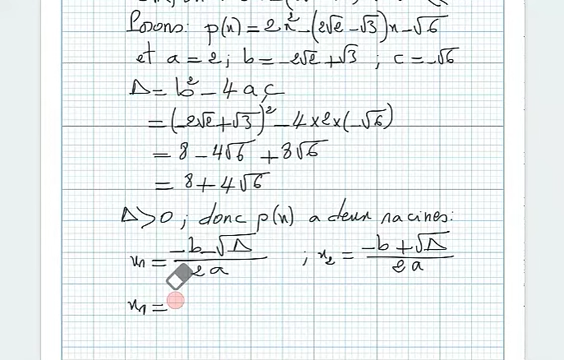 Posons: p(x) = 2x² - (2√2 - √3)x - √6
et a = 2 ; b = -2√2 + √3 ; c = -√6
Δ = b² - 4a,c
= (-2√2 + √3)² - 4×2×(-√6)
= 8 - 4√6 + 8√6
= 8 + 4√6
Δ>0 ; donc p(x) a deux racines:
x₁ = (-b - √Δ)/(2a) ; x₂ = (-b + √Δ)/(2a)
x₁ =